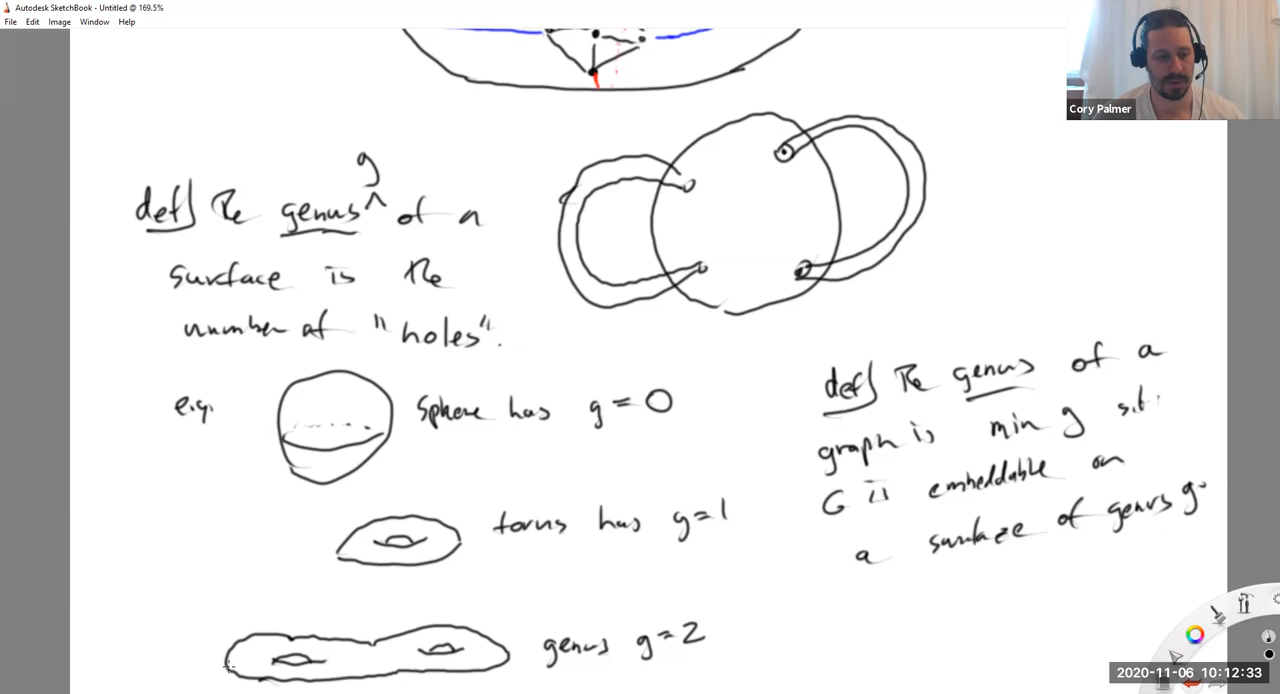 Autodesk SketchBook - Untitled @ 169.5%
File Edit Image Window Help
Cory Palmer
g
def) The genus ^ of a
surface is the
number of "holes".
e.g. Sphere has g = 0
torus has g = 1
genus g = 2
def) The genus of a
graph is min g s.t.
G is embeddable on
a surface of genus g.
2020-11-06 10:12:33